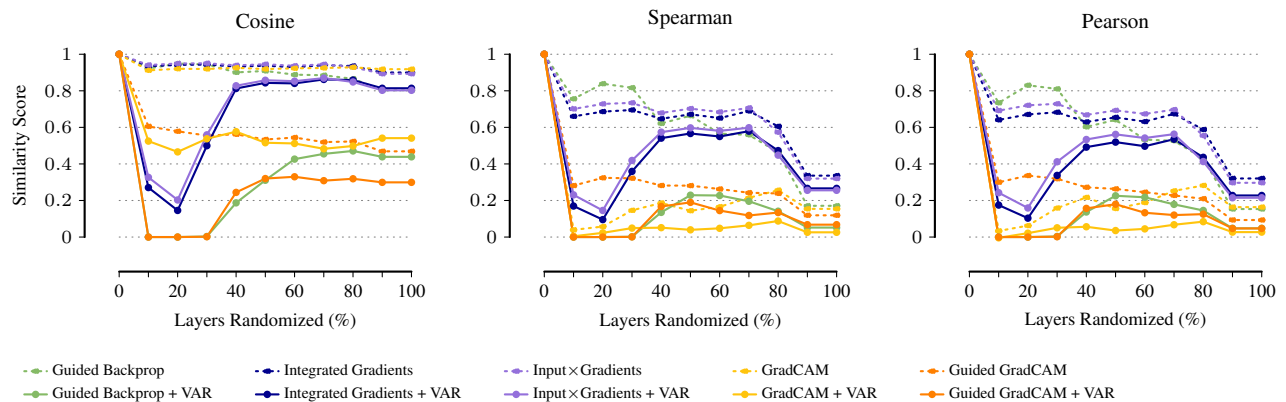 Cosine
Spearman
Pearson
Similarity Score
1
0.8
0.6
0.4
0.2
0
0 20 40 60 80 100
Layers Randomized (%)
1
0.8
0.6
0.4
0.2
0
0 20 40 60 80 100
Layers Randomized (%)
1
0.8
0.6
0.4
0.2
0
0 20 40 60 80 100
Layers Randomized (%)
Guided Backprop Integrated Gradients Input×Gradients GradCAM Guided GradCAM
Guided Backprop + VAR Integrated Gradients + VAR Input×Gradients + VAR GradCAM + VAR Guided GradCAM + VAR